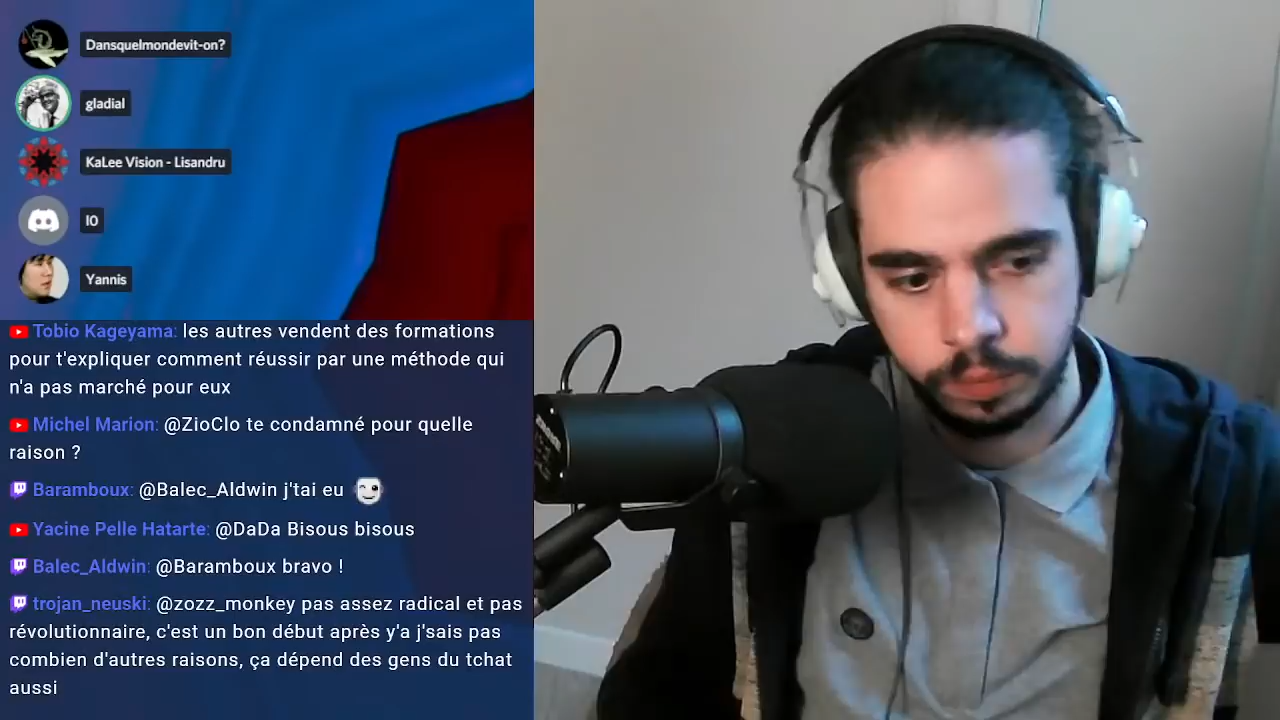 Dansquelmondevit-on?
gladial
KaLee Vision - Lisandru
IO
Yannis
Tobio Kageyama: les autres vendent des formations
pour t'expliquer comment réussir par une méthode qui
n'a pas marché pour eux
Michel Marion: @ZioClo te condamné pour quelle
raison ?
Baramboux: @Balec_Aldwin j'tai eu
Yacine Pelle Hatarte: @DaDa Bisous bisous
Balec_Aldwin: @Baramboux bravo !
trojan_neuski: @zozz_monkey pas assez radical et pas
révolutionnaire, c'est un bon début après y'a j'sais pas
combien d'autres raisons, ça dépend des gens du tchat
aussi